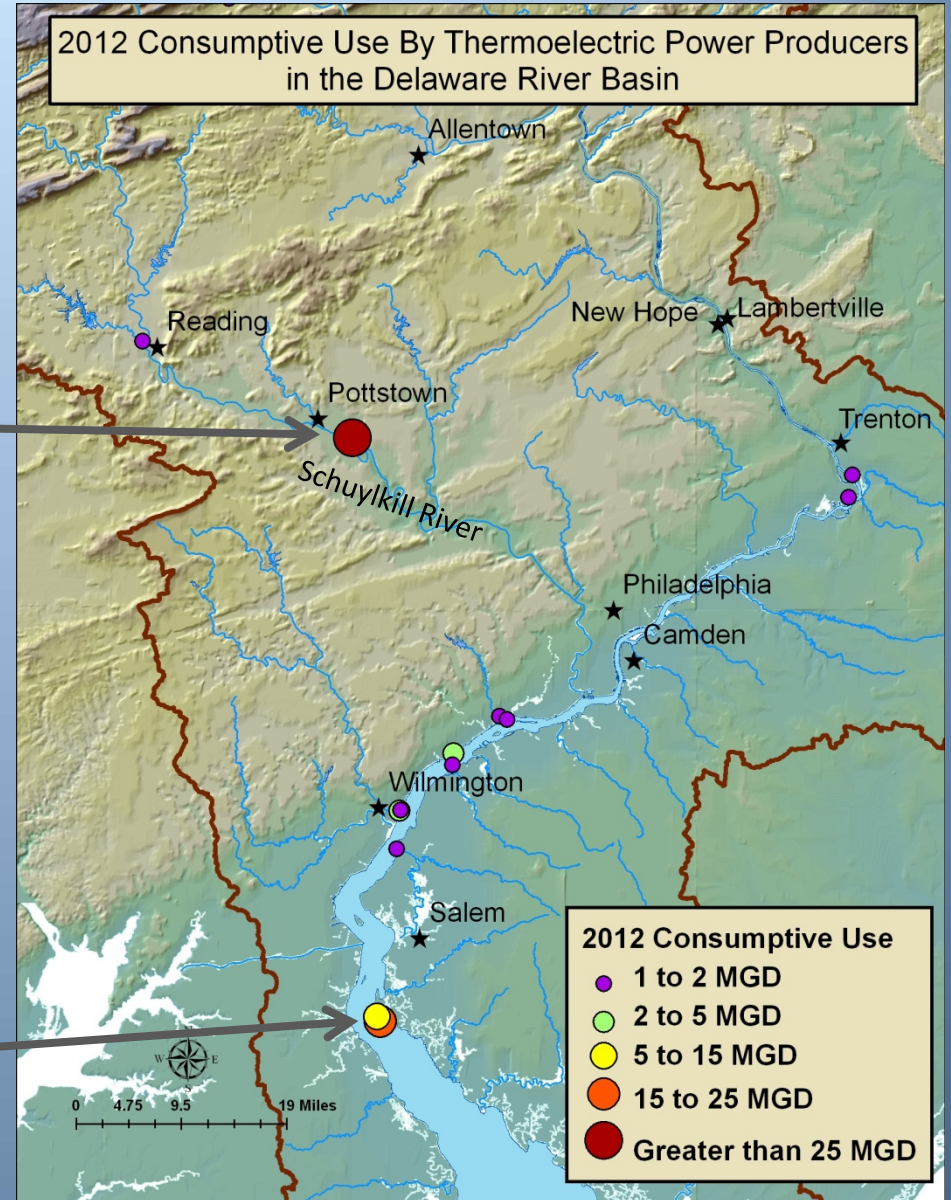 2012 Consumptive Use By Thermoelectric Power Producers
in the Delaware River Basin
Allentown
New Hope
Lambertville
Reading
Pottstown
Trenton
Schuylkill River
Philadelphia
Camden
Wilmington
Salem
2012 Consumptive Use
1 to 2 MGD
2 to 5 MGD
5 to 15 MGD
15 to 25 MGD
Greater than 25 MGD
N
W E
S
0 4.75 9.5 19 Miles